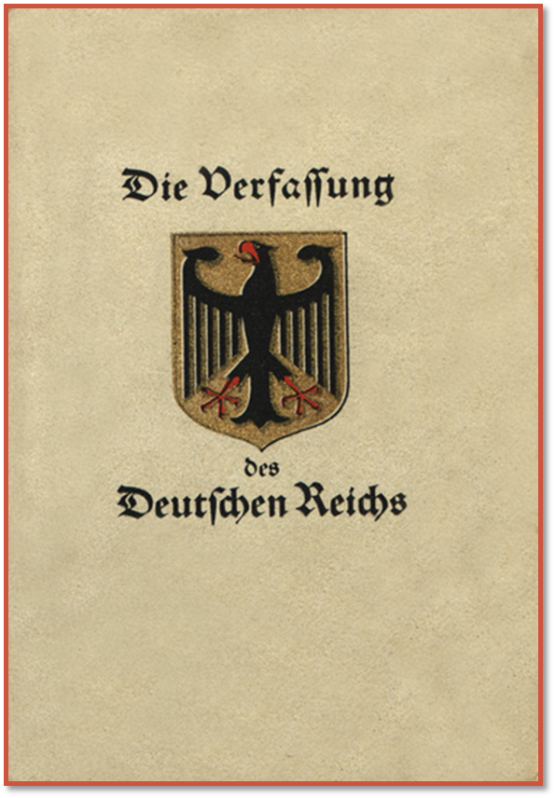 Die Verfaſſung
des
Deutſchen Reichs